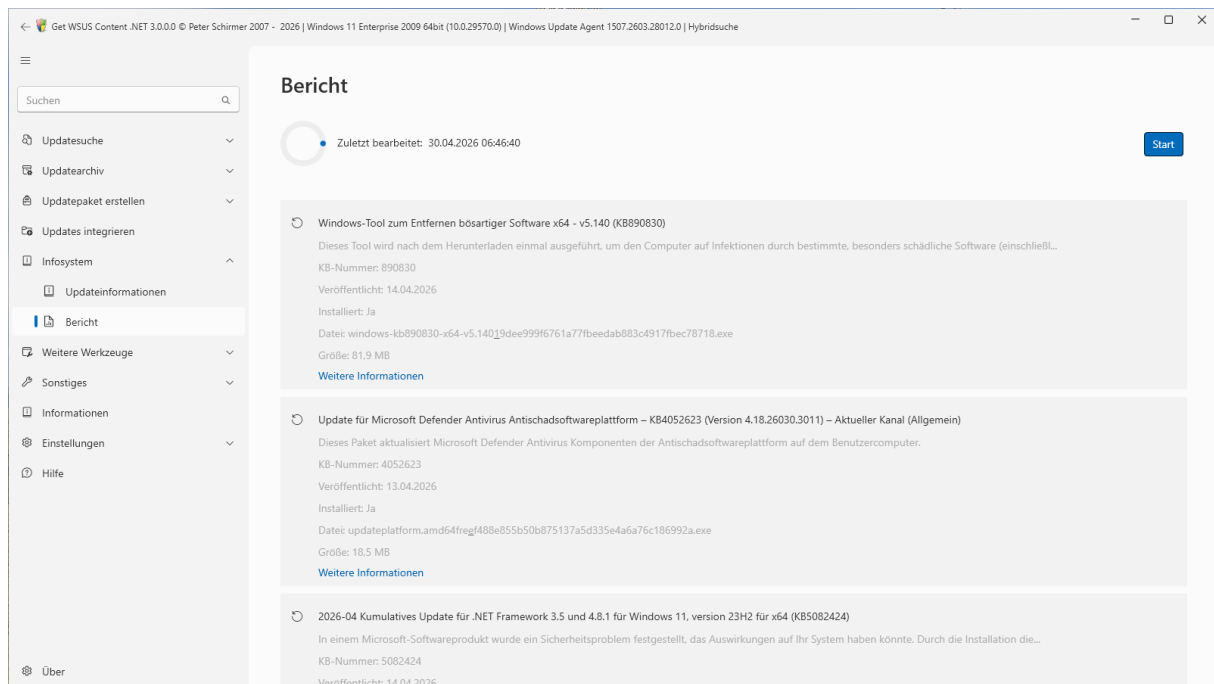 Get WSUS Content .NET 3.0.0.0 © Peter Schirmer 2007 - 2026 | Windows 11 Enterprise 2009 64bit (10.0.29570.0) | Windows Update Agent 1507.2603.28012.0 | Hybridsuche
Suchen
Updatesuche
Updatearchiv
Updatepaket erstellen
Updates integrieren
Infosystem
Updateinformationen
Bericht
Weitere Werkzeuge
Sonstiges
Informationen
Einstellungen
Hilfe
Über
Bericht
Zuletzt bearbeitet: 30.04.2026 06:46:40
Start
Windows-Tool zum Entfernen bösartiger Software x64 - v5.140 (KB890830)
Dieses Tool wird nach dem Herunterladen einmal ausgeführt, um den Computer auf Infektionen durch bestimmte, besonders schädliche Software (einschließl...
KB-Nummer: 890830
Veröffentlicht: 14.04.2026
Installiert: Ja
Datei: windows-kb890830-x64-v5.14019dee999f6761a77fbeedab883c4917fbec78718.exe
Größe: 81,9 MB
Weitere Informationen
Update für Microsoft Defender Antivirus Antischadsoftwareplattform – KB4052623 (Version 4.18.26030.3011) – Aktueller Kanal (Allgemein)
Dieses Paket aktualisiert Microsoft Defender Antivirus Komponenten der Antischadsoftwareplattform auf dem Benutzercomputer.
KB-Nummer: 4052623
Veröffentlicht: 13.04.2026
Installiert: Ja
Datei: updateplatform.amd64fregf488e855b50b875137a5d335e4a6a76c186992a.exe
Größe: 18,5 MB
Weitere Informationen
2026-04 Kumulatives Update für .NET Framework 3.5 und 4.8.1 für Windows 11, version 23H2 für x64 (KB5082424)
In einem Microsoft-Softwareprodukt wurde ein Sicherheitsproblem festgestellt, das Auswirkungen auf Ihr System haben könnte. Durch die Installation die...
KB-Nummer: 5082424
Veröffentlicht: 14.04.2026